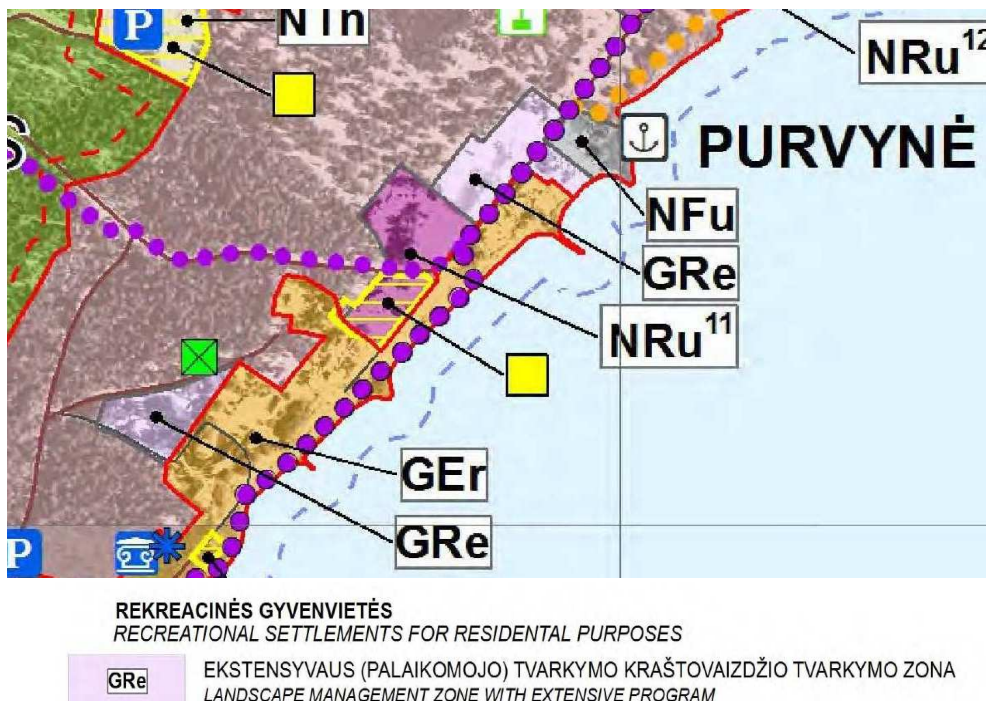 P
NTn
NRu12
PURVYNĖ
NFu
GRe
NRu11
GEr
GRe
P
REKREACINĖS GYVENVIETĖS
RECREATIONAL SETTLEMENTS FOR RESIDENTAL PURPOSES
GRe
EKSTENSYVAUS (PALAIKOMOJO) TVARKYMO KRAŠTOVAIZDŽIO TVARKYMO ZONA
LANDSCAPE MANAGEMENT ZONE WITH EXTENSIVE PROGRAM